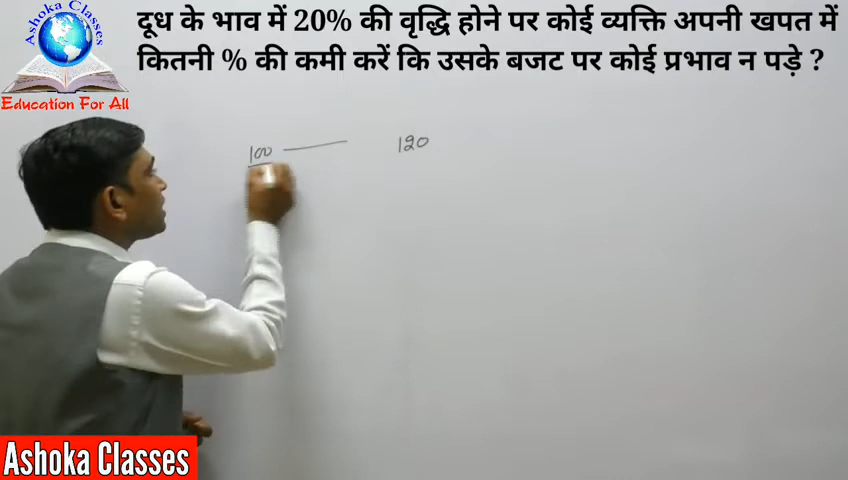 Ashoka Classes
Education For All
दूध के भाव में 20% की वृद्धि होने पर कोई व्यक्ति अपनी खपत में
कितनी % की कमी करें कि उसके बजट पर कोई प्रभाव न पड़े ?
100 — 120
Ashoka Classes